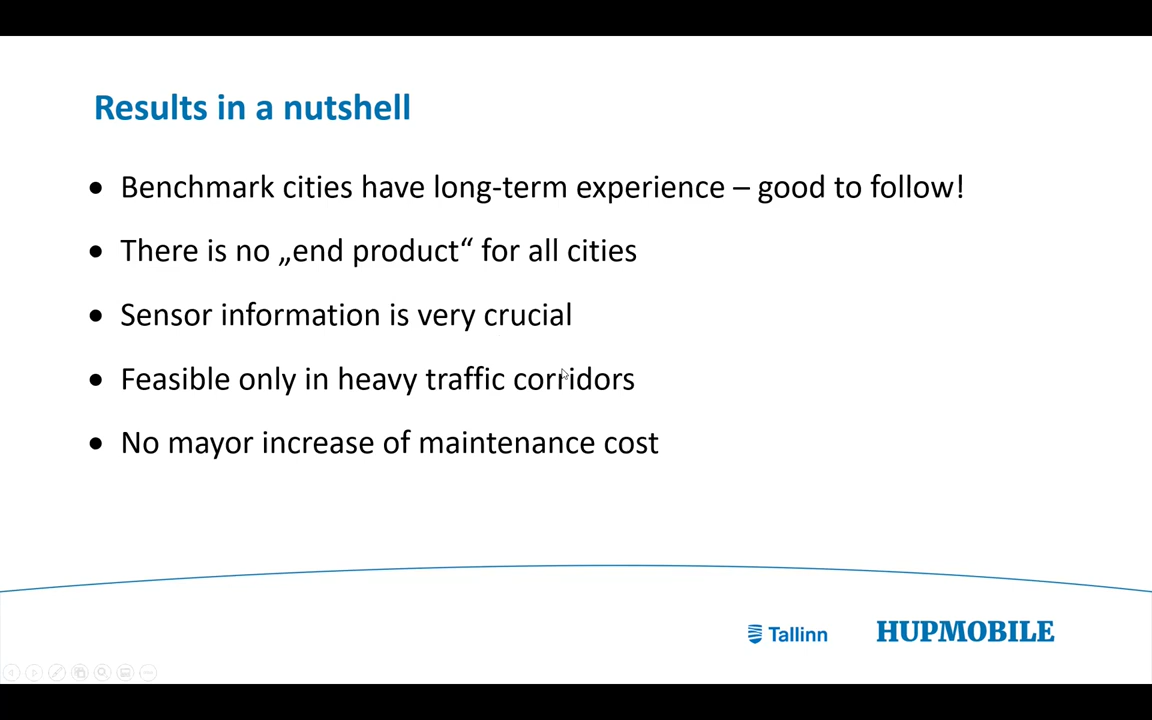 Results in a nutshell
• Benchmark cities have long-term experience – good to follow!
• There is no „end product“ for all cities
• Sensor information is very crucial
• Feasible only in heavy traffic corridors
• No mayor increase of maintenance cost
Tallinn
HUPMOBILE